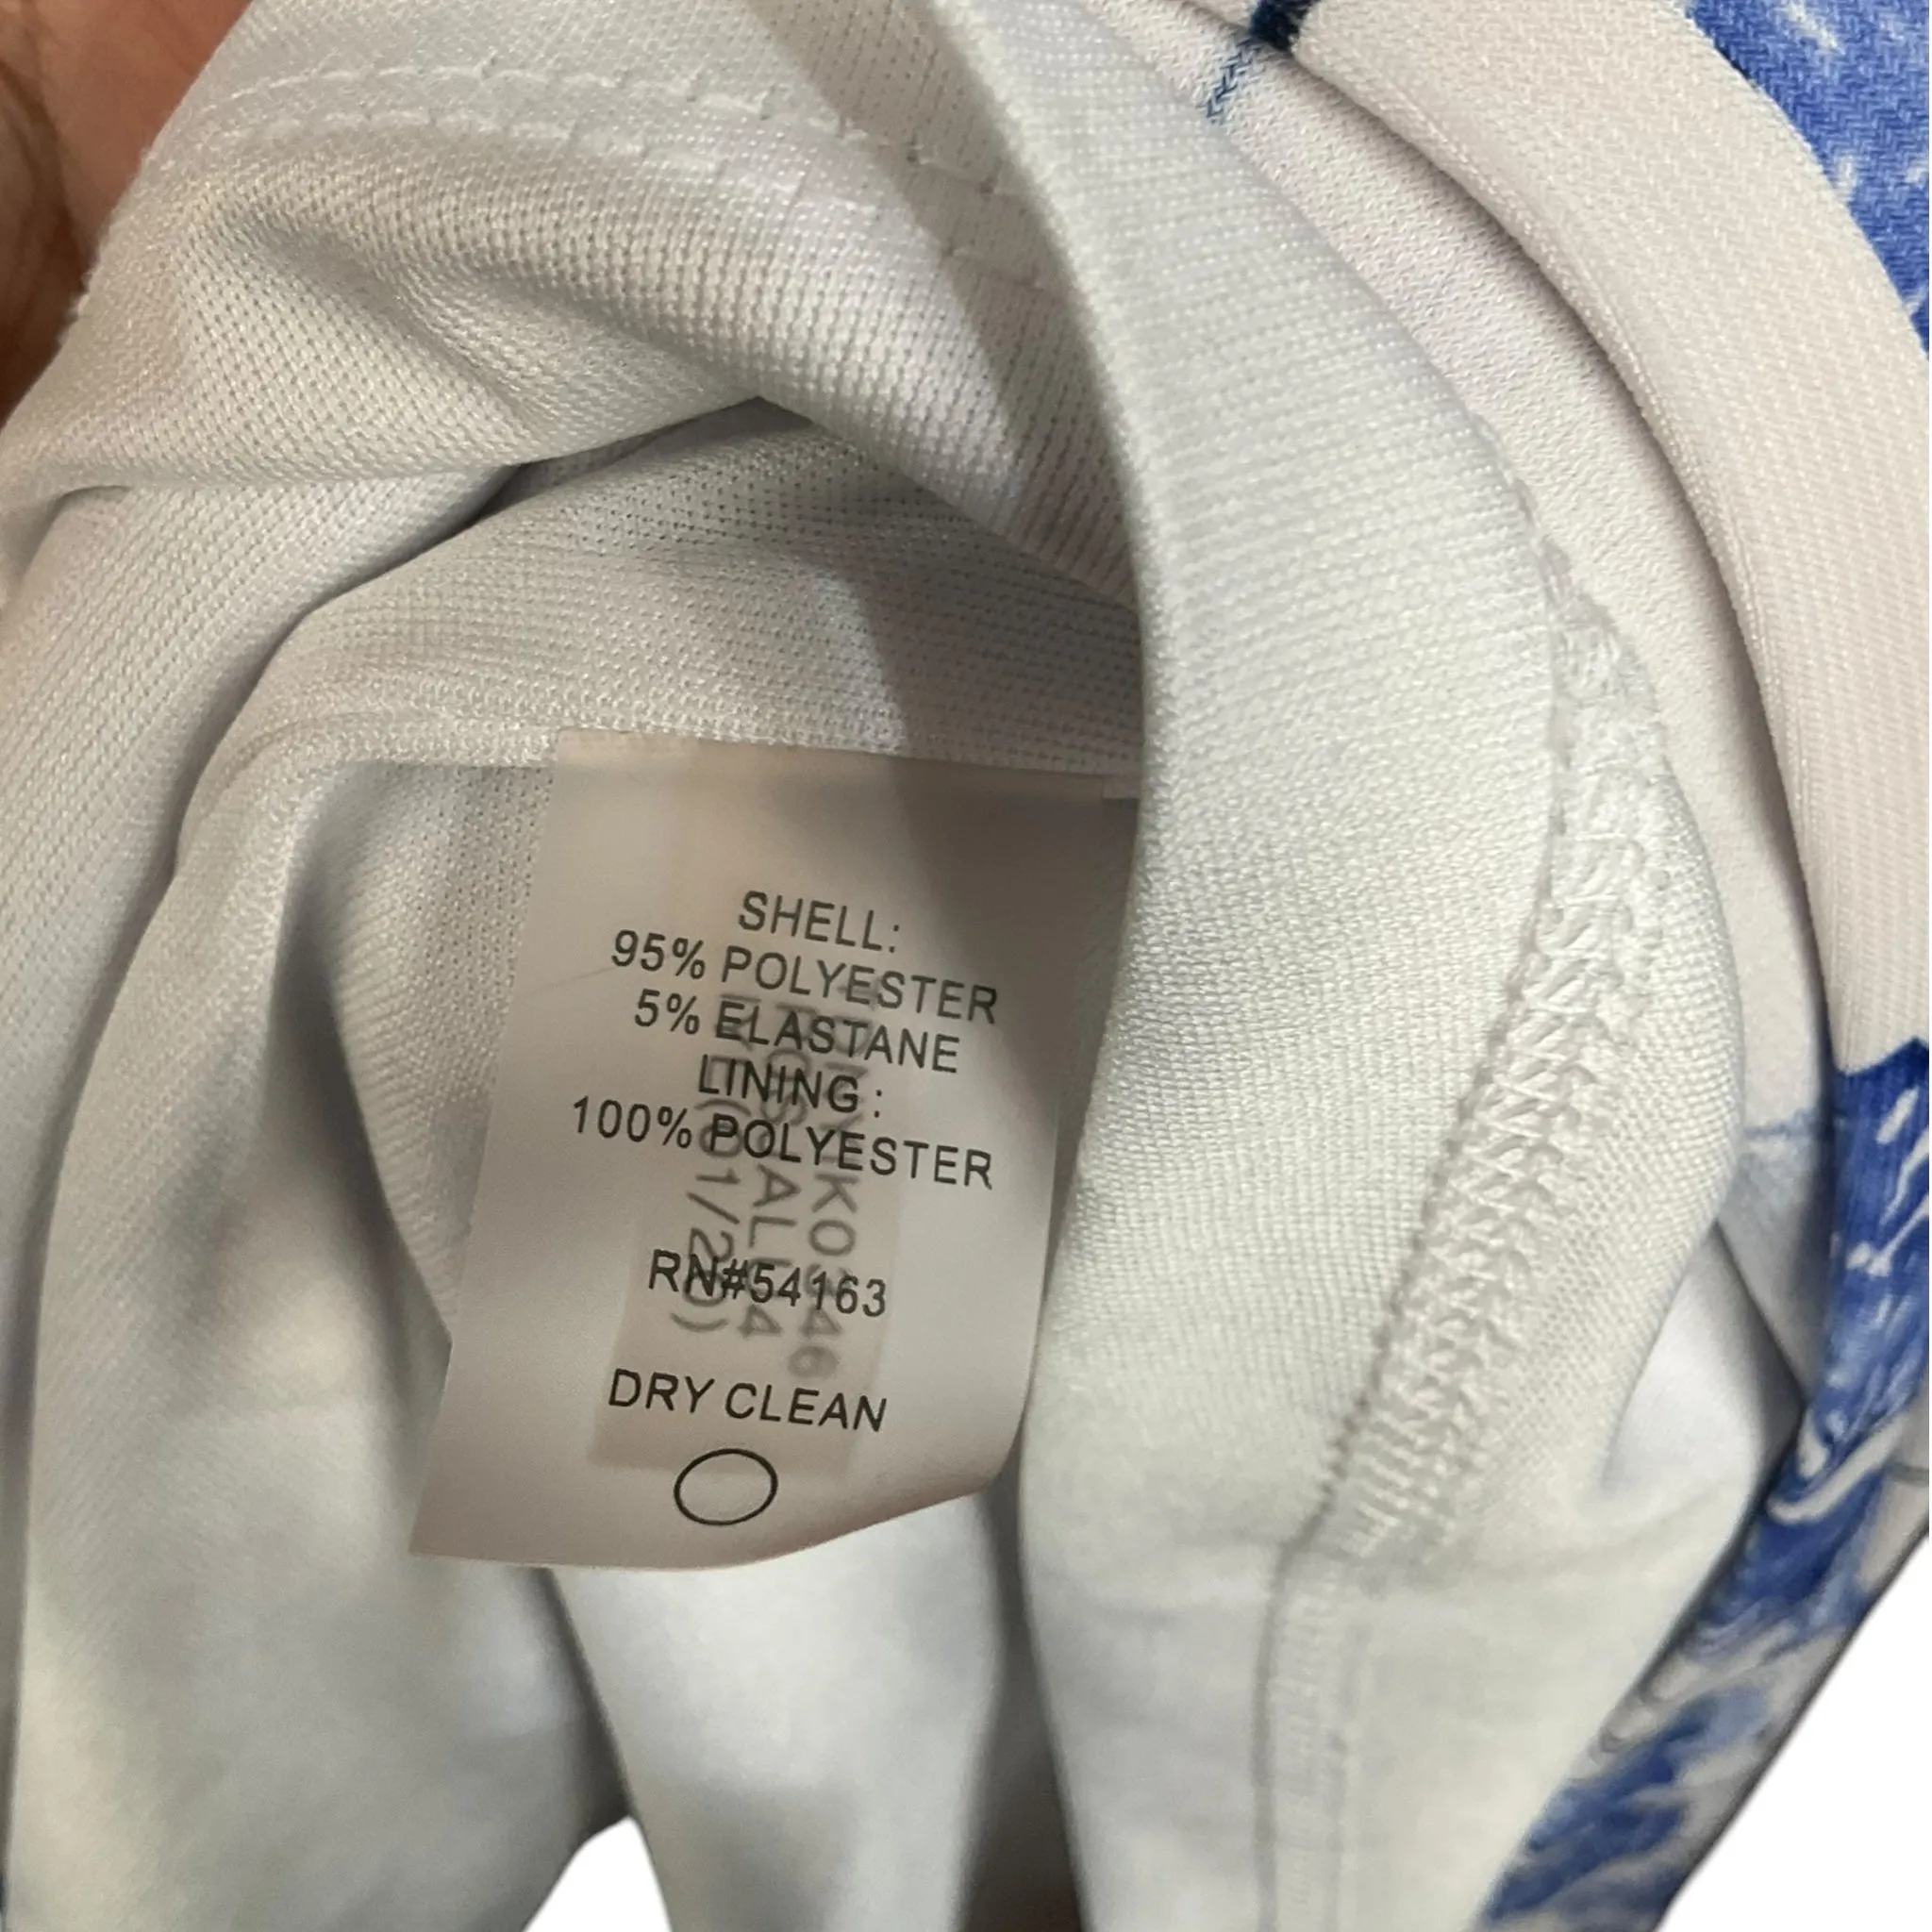 SHELL:
95% POLYESTER
5% ELASTANE
LINING:
100% POLYESTER
RN#54163
DRY CLEAN